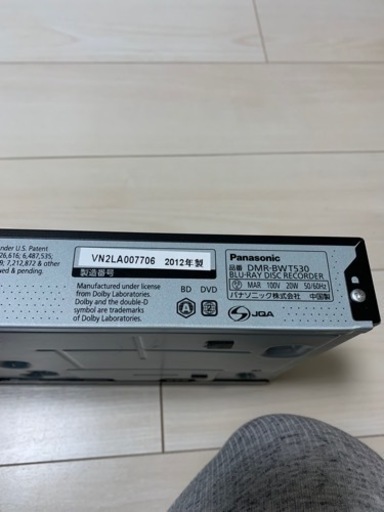 under U.S. Patent
26,616; 6,487,535;
9; 7,212,872 & other
ed & pending.
VN2LA007706 2012年製
製造番号
Manufactured under license
from Dolby Laboratories.
Dolby and the double-D
symbol are trademarks
of Dolby Laboratories.
BD DVD
A 2
Panasonic
品番 DMR-BWT530
BLU-RAY DISC RECORDER
MAR 100V 20W 50/60Hz
パナソニック株式会社 中国製
JQA